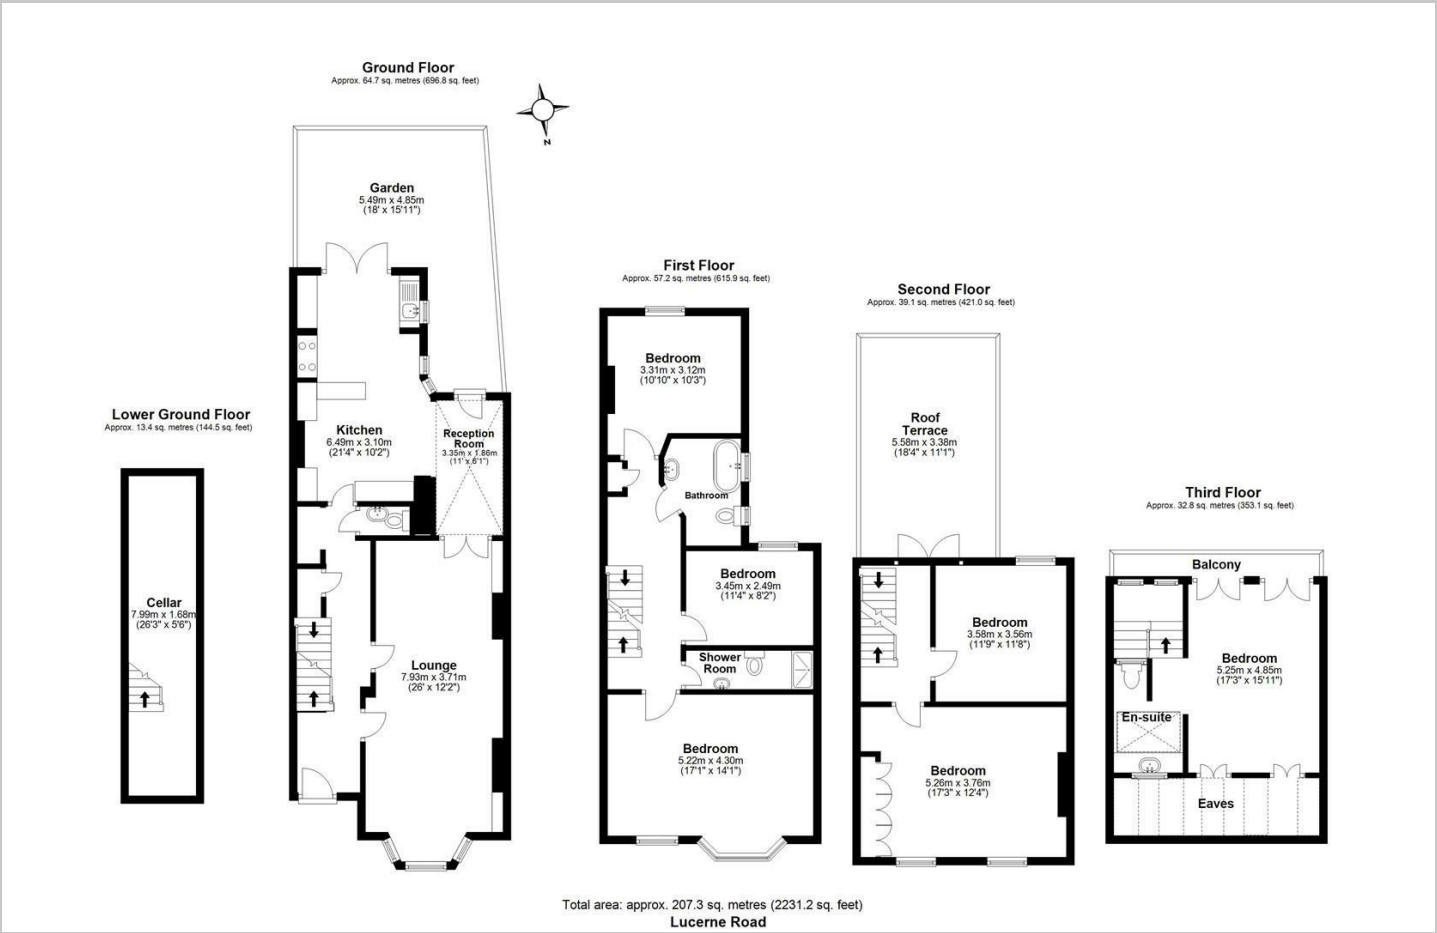 Ground Floor
Approx. 64.7 sq. metres (696.8 sq. feet)
N
Garden
5.49m x 4.85m
(18' x 15'11")
Kitchen
6.49m x 3.10m
(21'4" x 10'2")
Reception
Room
3.35m x 1.86m
(11' x 6'1")
Lounge
7.93m x 3.71m
(26' x 12'2")
Lower Ground Floor
Approx. 13.4 sq. metres (144.5 sq. feet)
Cellar
7.99m x 1.68m
(26'3" x 5'6")
First Floor
Approx. 57.2 sq. metres (615.9 sq. feet)
Bedroom
3.31m x 3.12m
(10'10" x 10'3")
Bathroom
Bedroom
3.45m x 2.49m
(11'4" x 8'2")
Shower
Room
Bedroom
5.22m x 4.30m
(17'1" x 14'1")
Second Floor
Approx. 39.1 sq. metres (421.0 sq. feet)
Roof
Terrace
5.58m x 3.38m
(18'4" x 11'1")
Bedroom
3.58m x 3.56m
(11'9" x 11'8")
Bedroom
5.26m x 3.76m
(17'3" x 12'4")
Third Floor
Approx. 32.8 sq. metres (353.1 sq. feet)
Balcony
Bedroom
5.25m x 4.85m
(17'3" x 15'11")
En-suite
Eaves
Total area: approx. 207.3 sq. metres (2231.2 sq. feet)
Lucerne Road